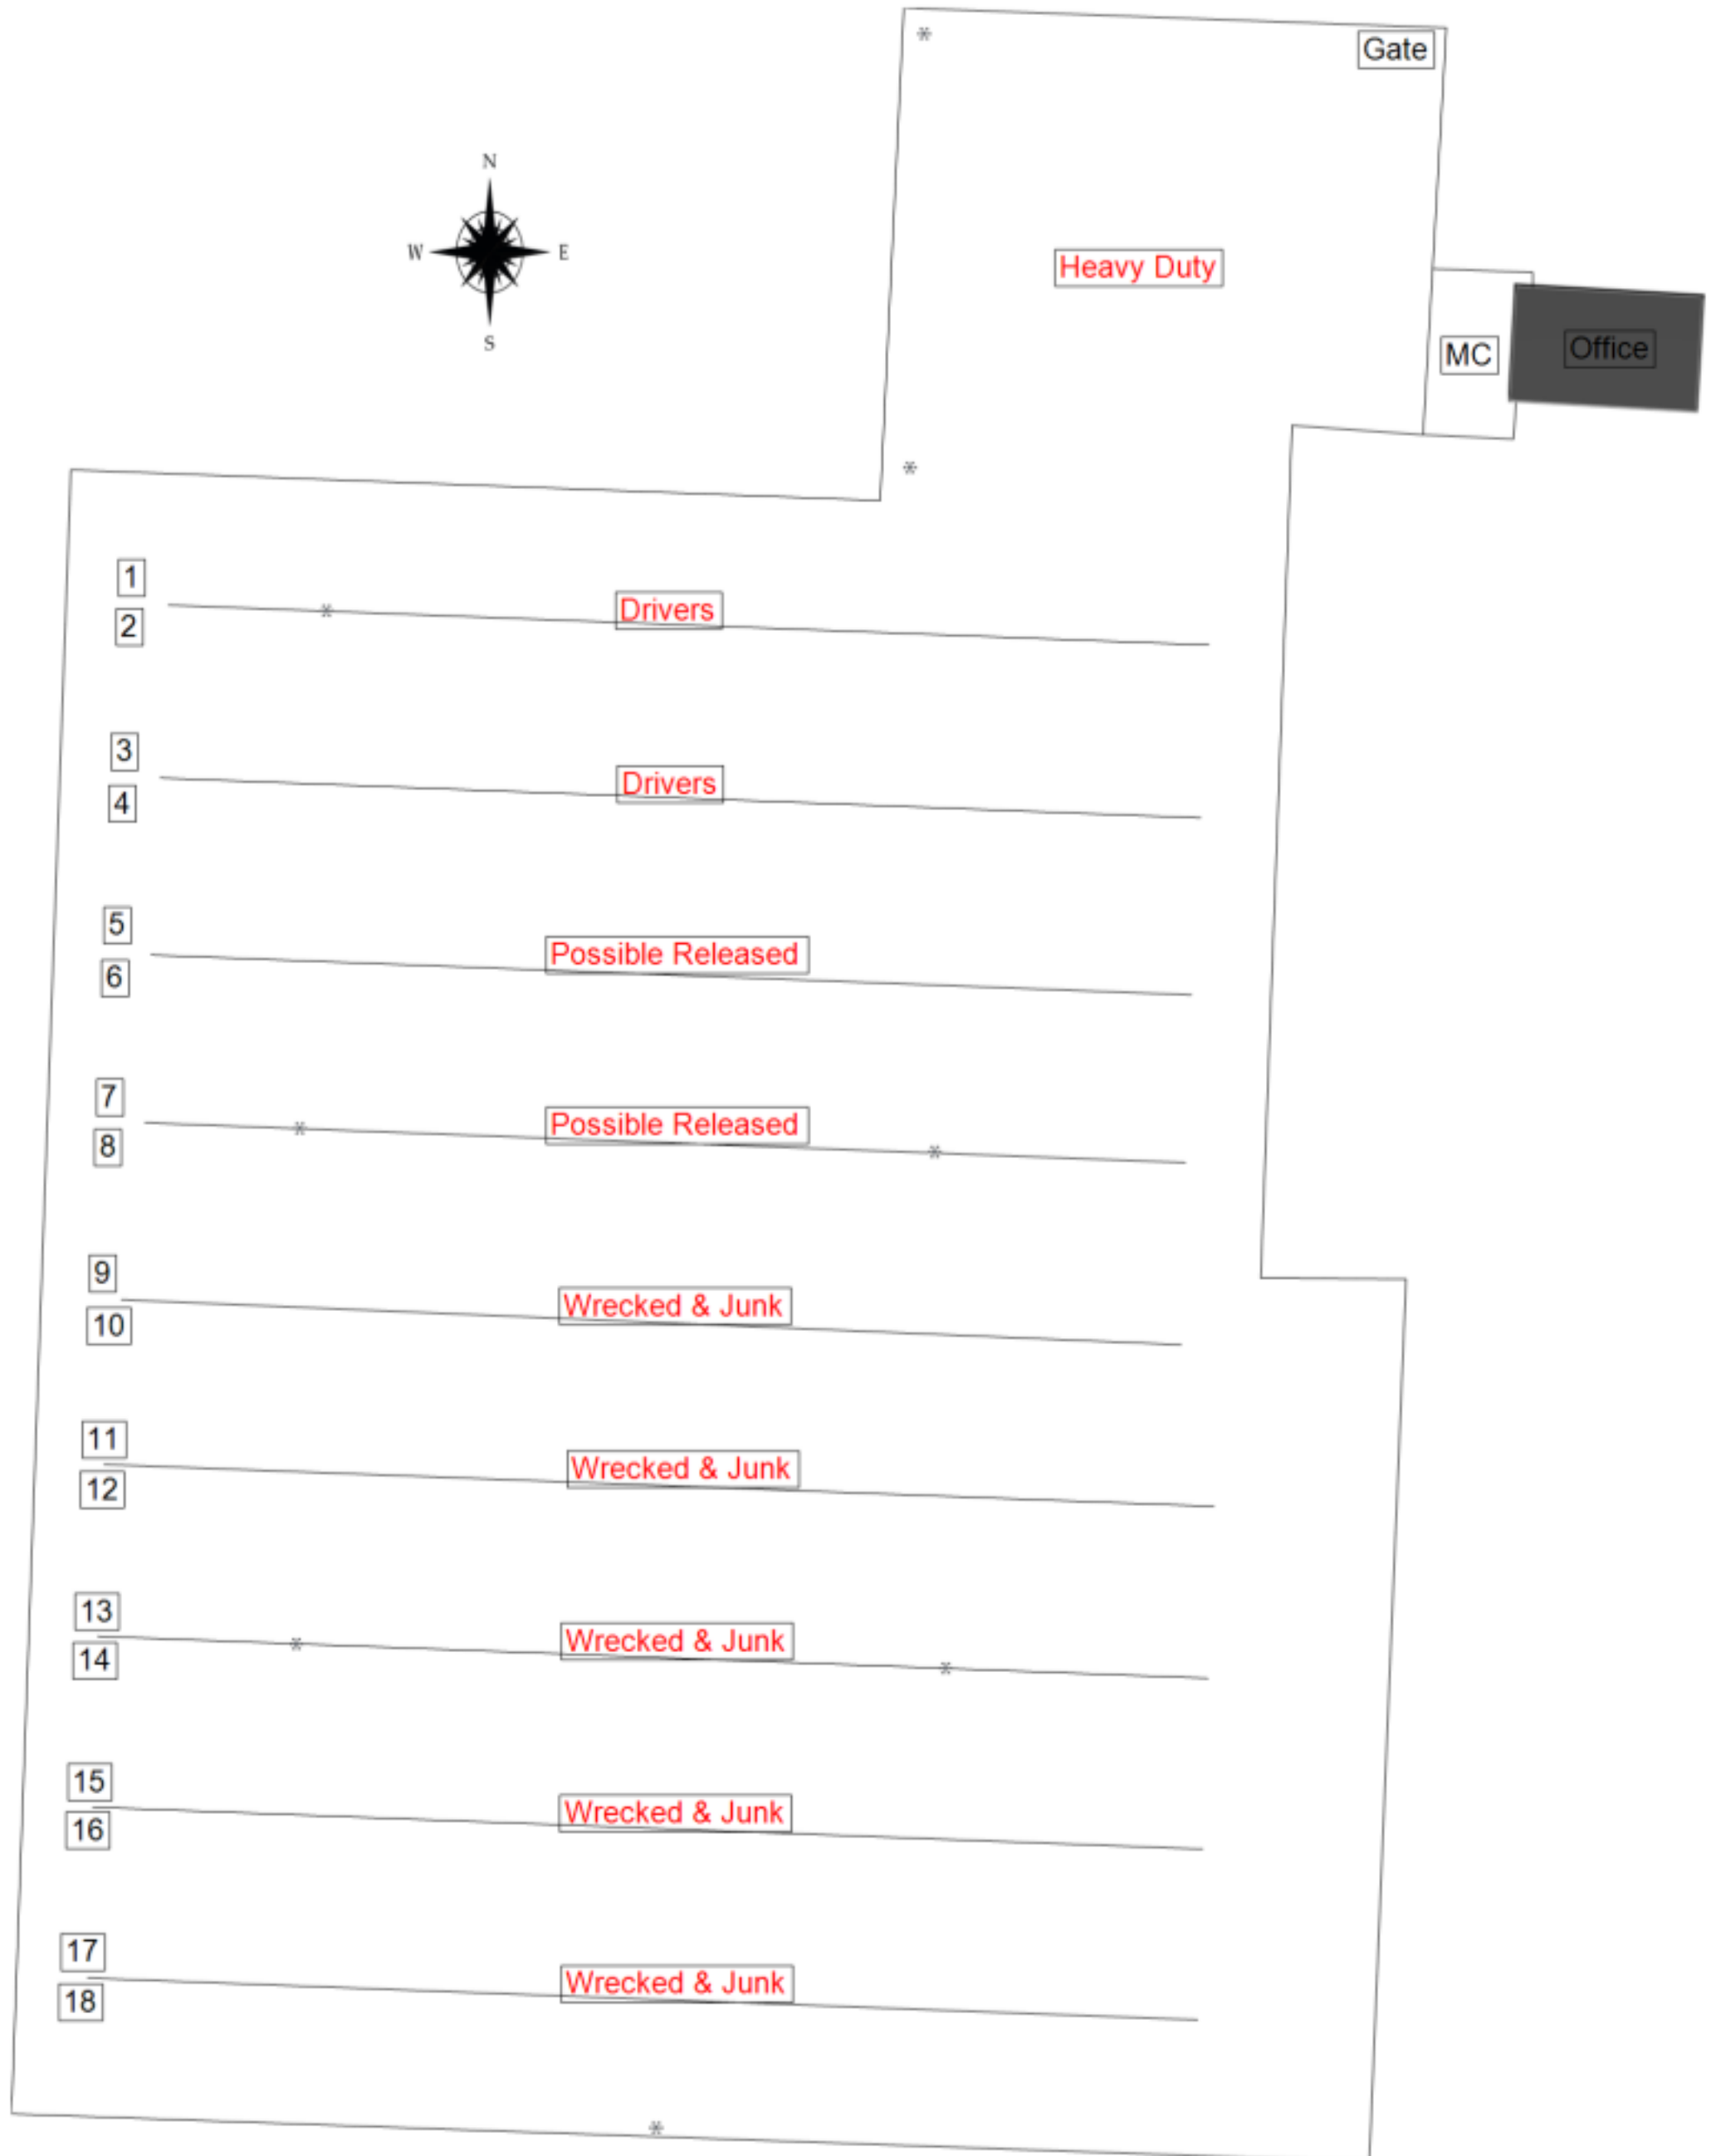 Gate
N
W E
S
Heavy Duty
MC
Office
1
Drivers
2
3
Drivers
4
5
Possible Released
6
7
Possible Released
8
9
Wrecked & Junk
10
11
Wrecked & Junk
12
13
Wrecked & Junk
14
15
Wrecked & Junk
16
17
Wrecked & Junk
18